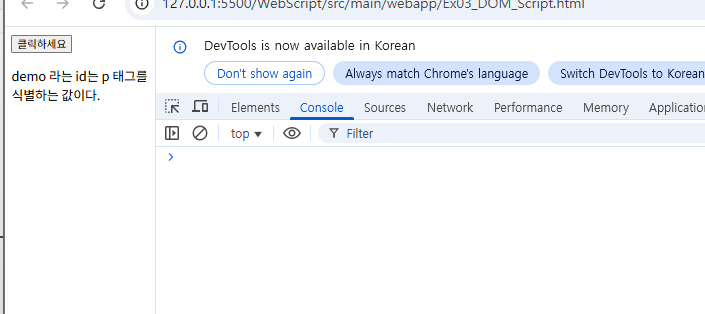 127.0.0.1:5500/WebScript/src/main/webapp/Ex03_DOM_Script.html
클릭하세요
demo 라는 id는 p 태그를
식별하는 값이다.
DevTools is now available in Korean
Don't show again Always match Chrome's language Switch DevTools to Korean
Elements Console Sources Network Performance Memory Application
top Filter